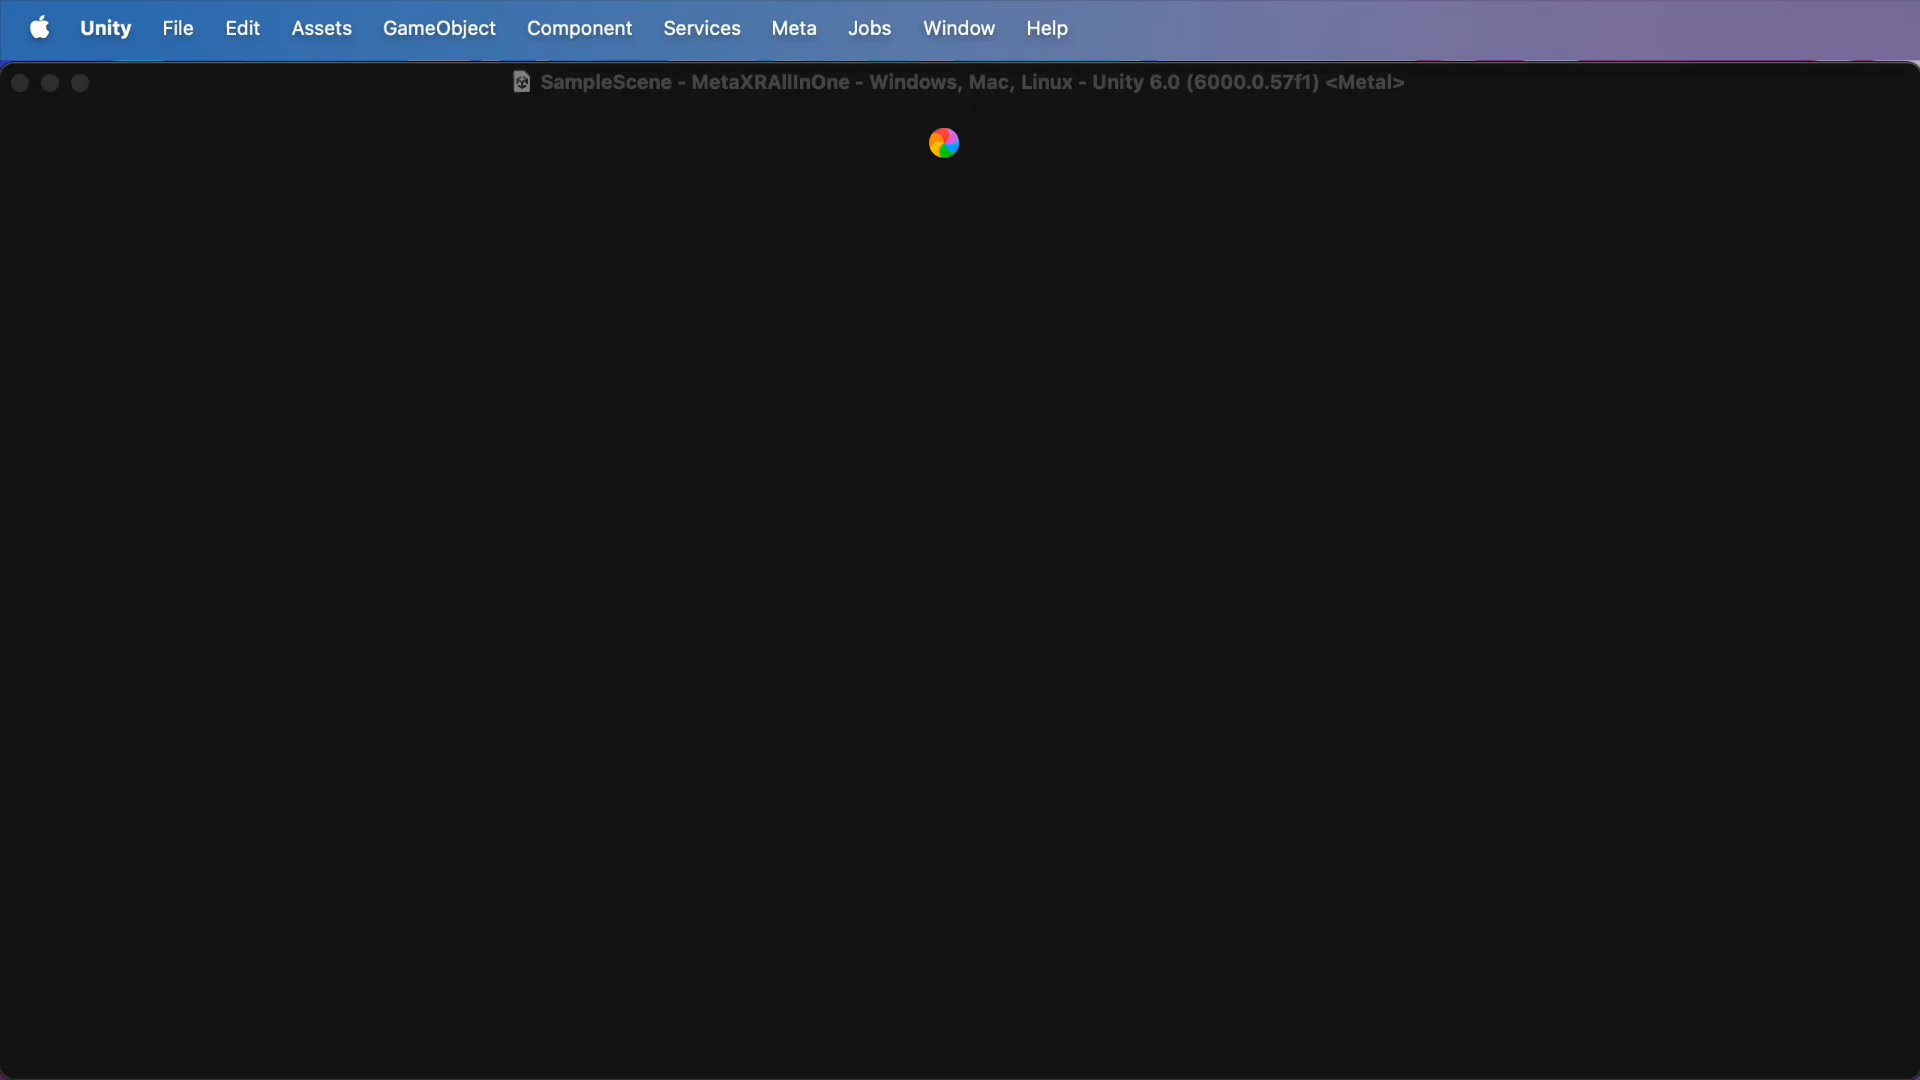 Unity File Edit Assets GameObject Component Services Meta Jobs Window Help
SampleScene - MetaXRAllInOne - Windows, Mac, Linux - Unity 6.0 (6000.0.57f1) <Metal>